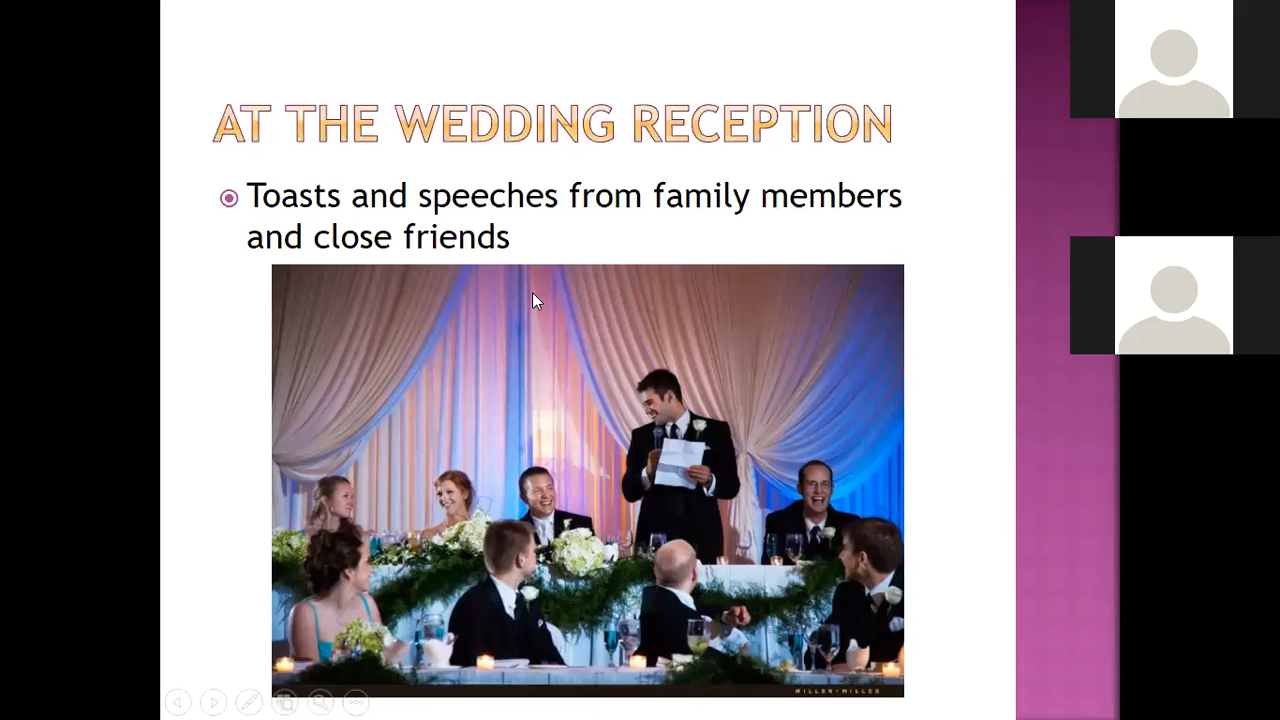 AT THE WEDDING RECEPTION
Toasts and speeches from family members
and close friends
MILLER+MILLER